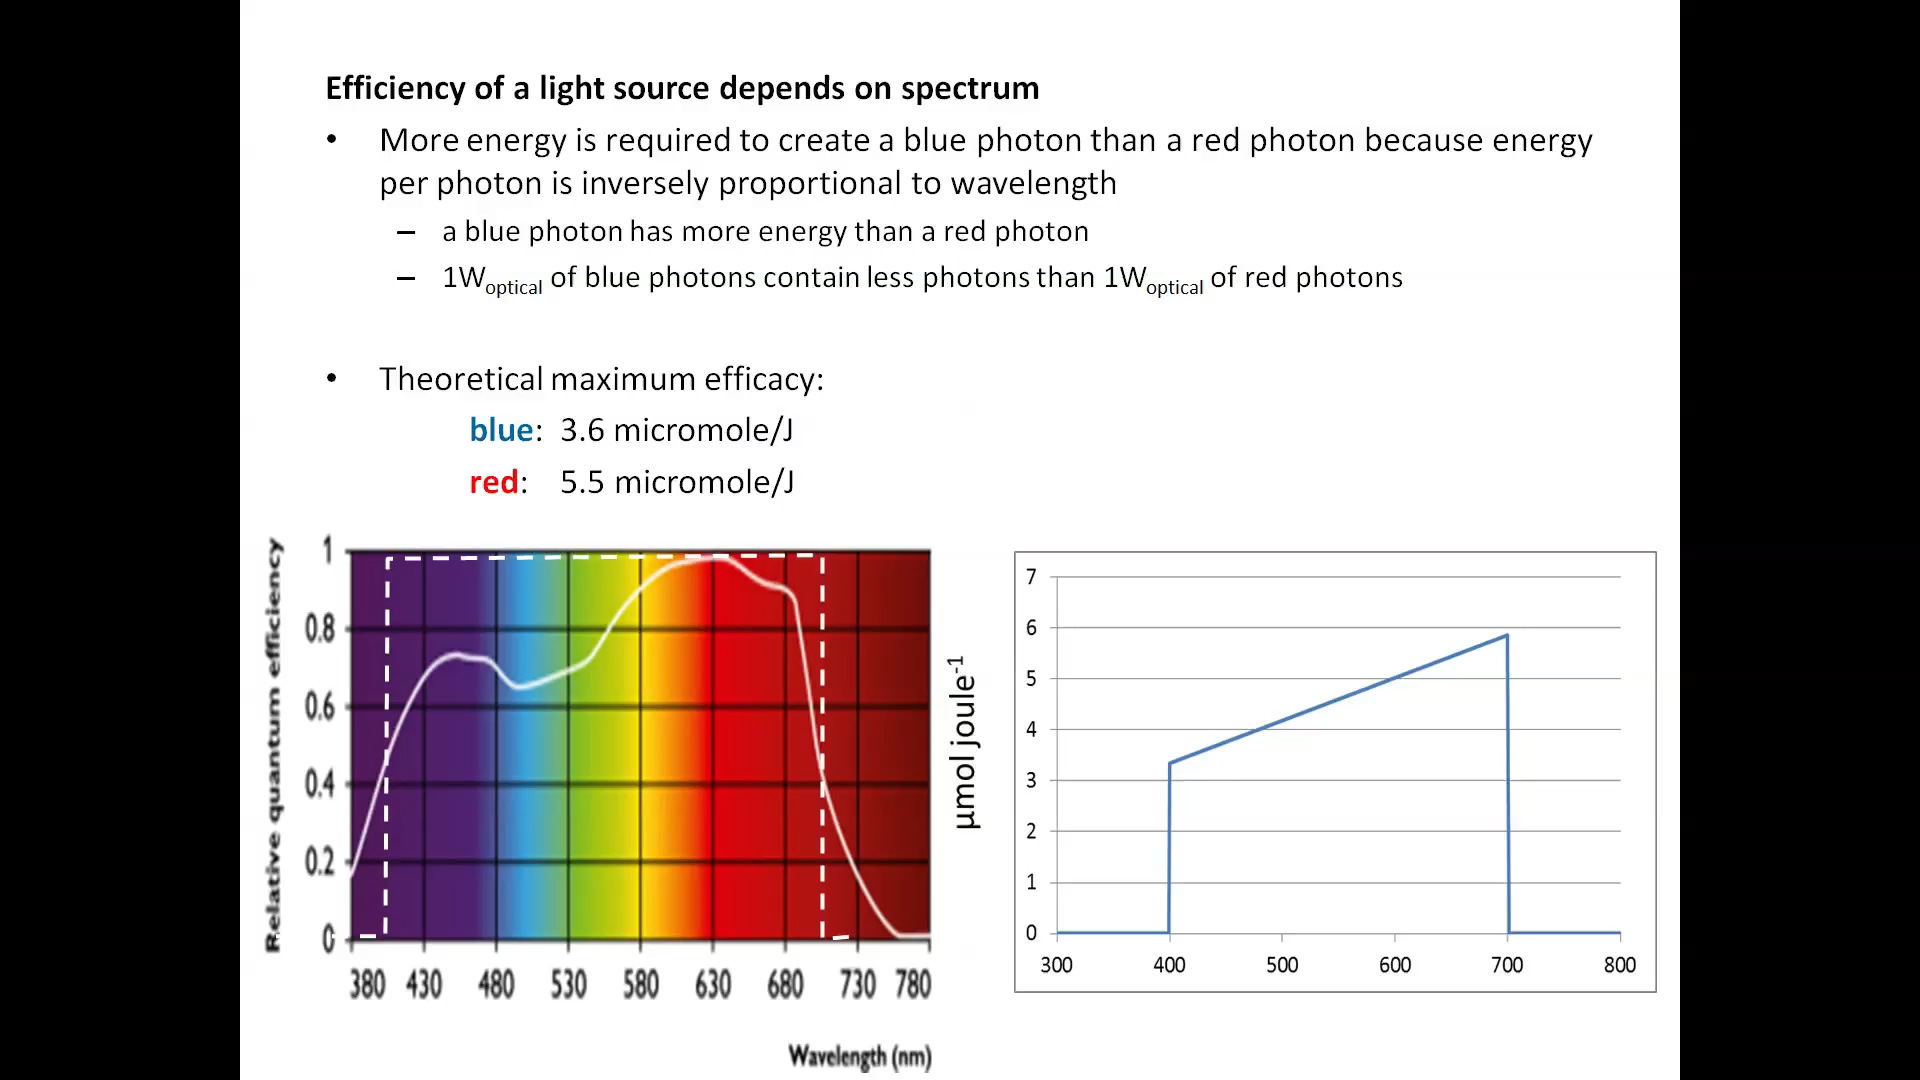 Efficiency of a light source depends on spectrum
• More energy is required to create a blue photon than a red photon because energy
per photon is inversely proportional to wavelength
– a blue photon has more energy than a red photon
– 1Woptical of blue photons contain less photons than 1Woptical of red photons
• Theoretical maximum efficacy:
blue: 3.6 micromole/J
red: 5.5 micromole/J
Relative quantum efficiency
1
0.8
0.6
0.4
0.2
0
380 430 480 530 580 630 680 730 780
Wavelength (nm)
µmol joule-1
7
6
5
4
3
2
1
0
300 400 500 600 700 800